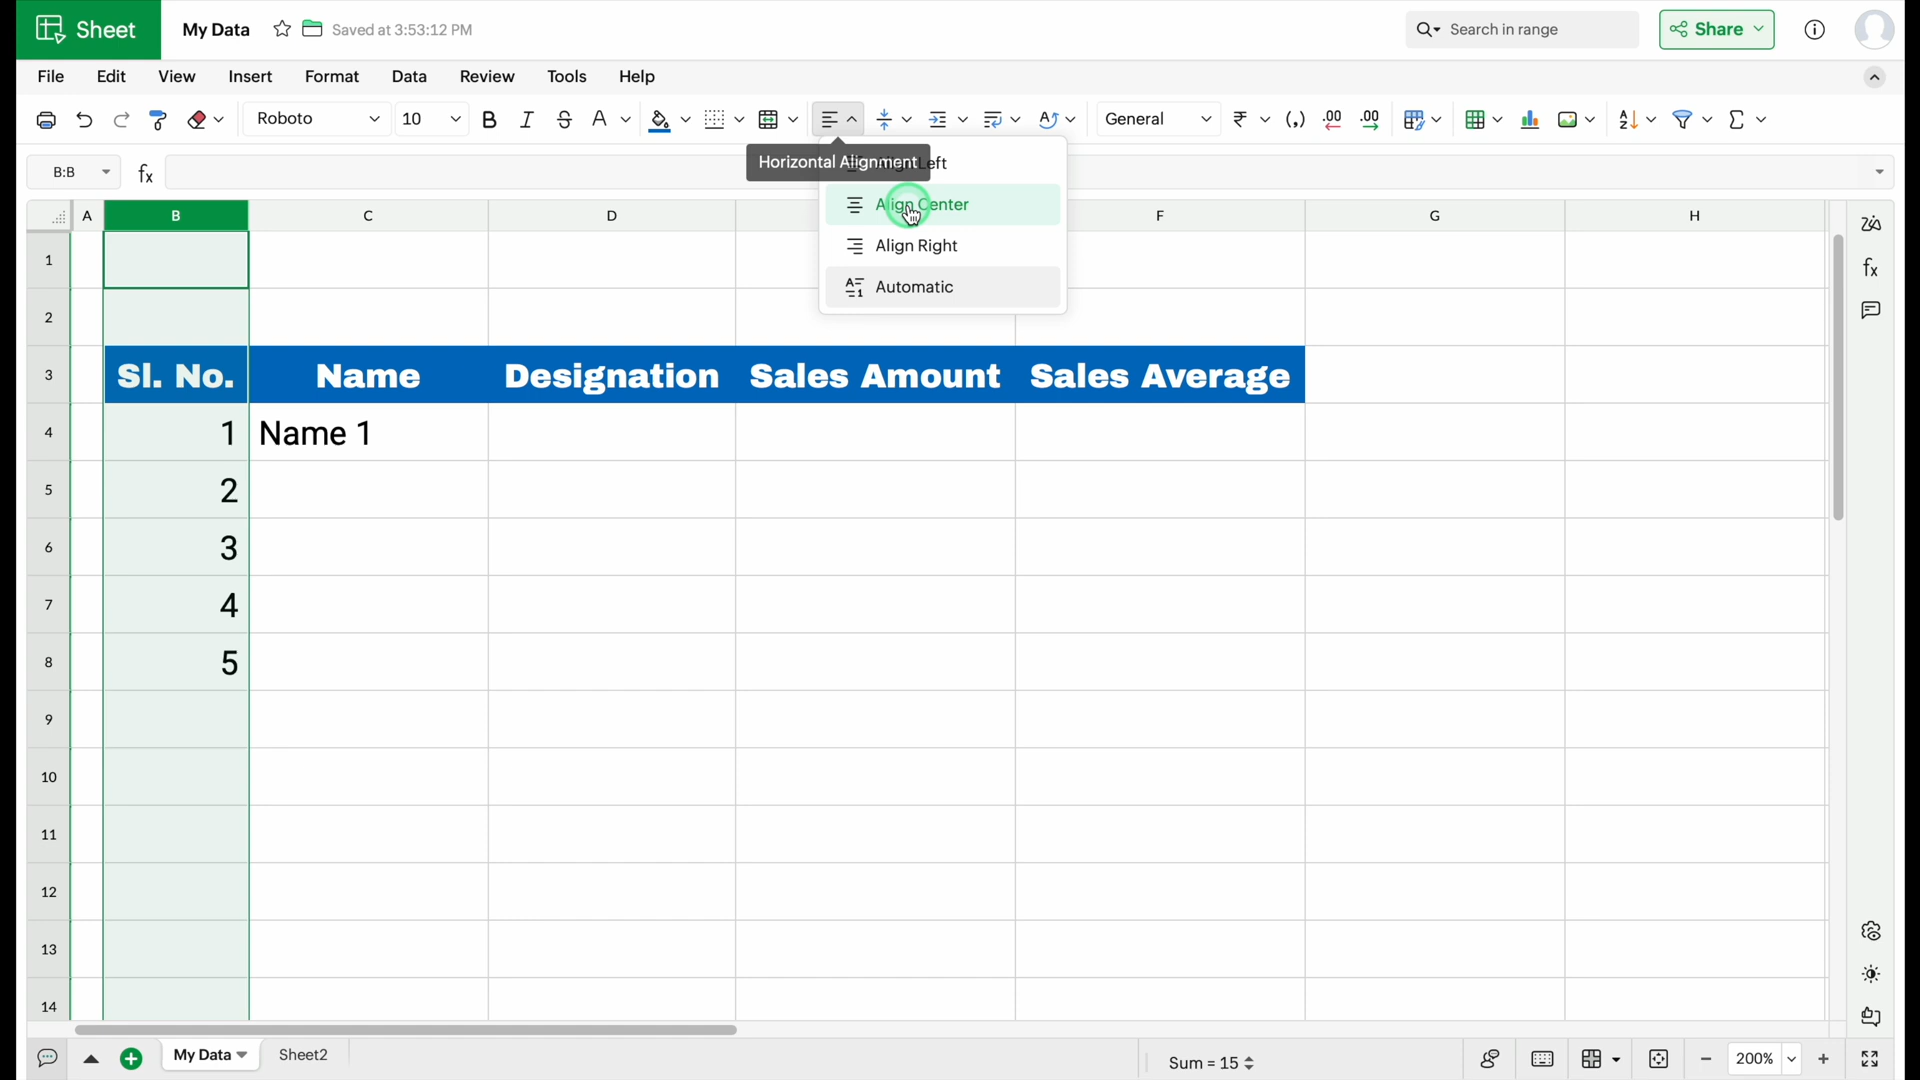 Sheet
My Data
Saved at 3:53:12 PM
Search in range
Share
File Edit View Insert Format Data Review Tools Help
Roboto 10 General
B:B fx
Horizontal Alignment
Left
Align Center
Align Right
Automatic
A B C D F G H
1
2
3 Sl. No. Name Designation Sales Amount Sales Average
4 1 Name 1
5 2
6 3
7 4
8 5
9
10
11
12
13
14
My Data Sheet2 Sum = 15 200%